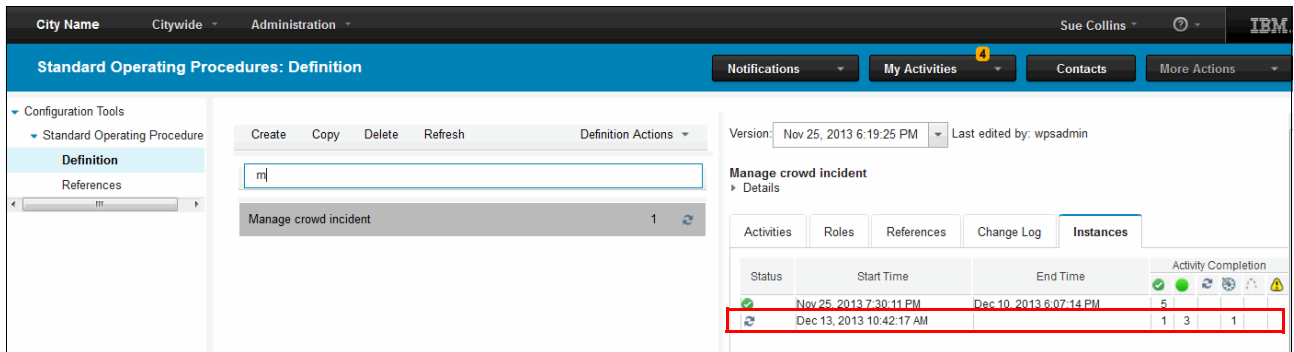 City Name Citywide Administration Sue Collins IBM
Standard Operating Procedures: Definition Notifications My Activities 4 Contacts More Actions
Configuration Tools
Standard Operating Procedure
Definition
References
Create Copy Delete Refresh Definition Actions
m
Manage crowd incident 1
Version: Nov 25, 2013 6:19:25 PM Last edited by: wpsadmin
Manage crowd incident
Details
Activities Roles References Change Log Instances
Status Start Time End Time Activity Completion
Nov 25, 2013 7:30:11 PM Dec 10, 2013 6:07:14 PM 5
Dec 13, 2013 10:42:17 AM 1 3 1